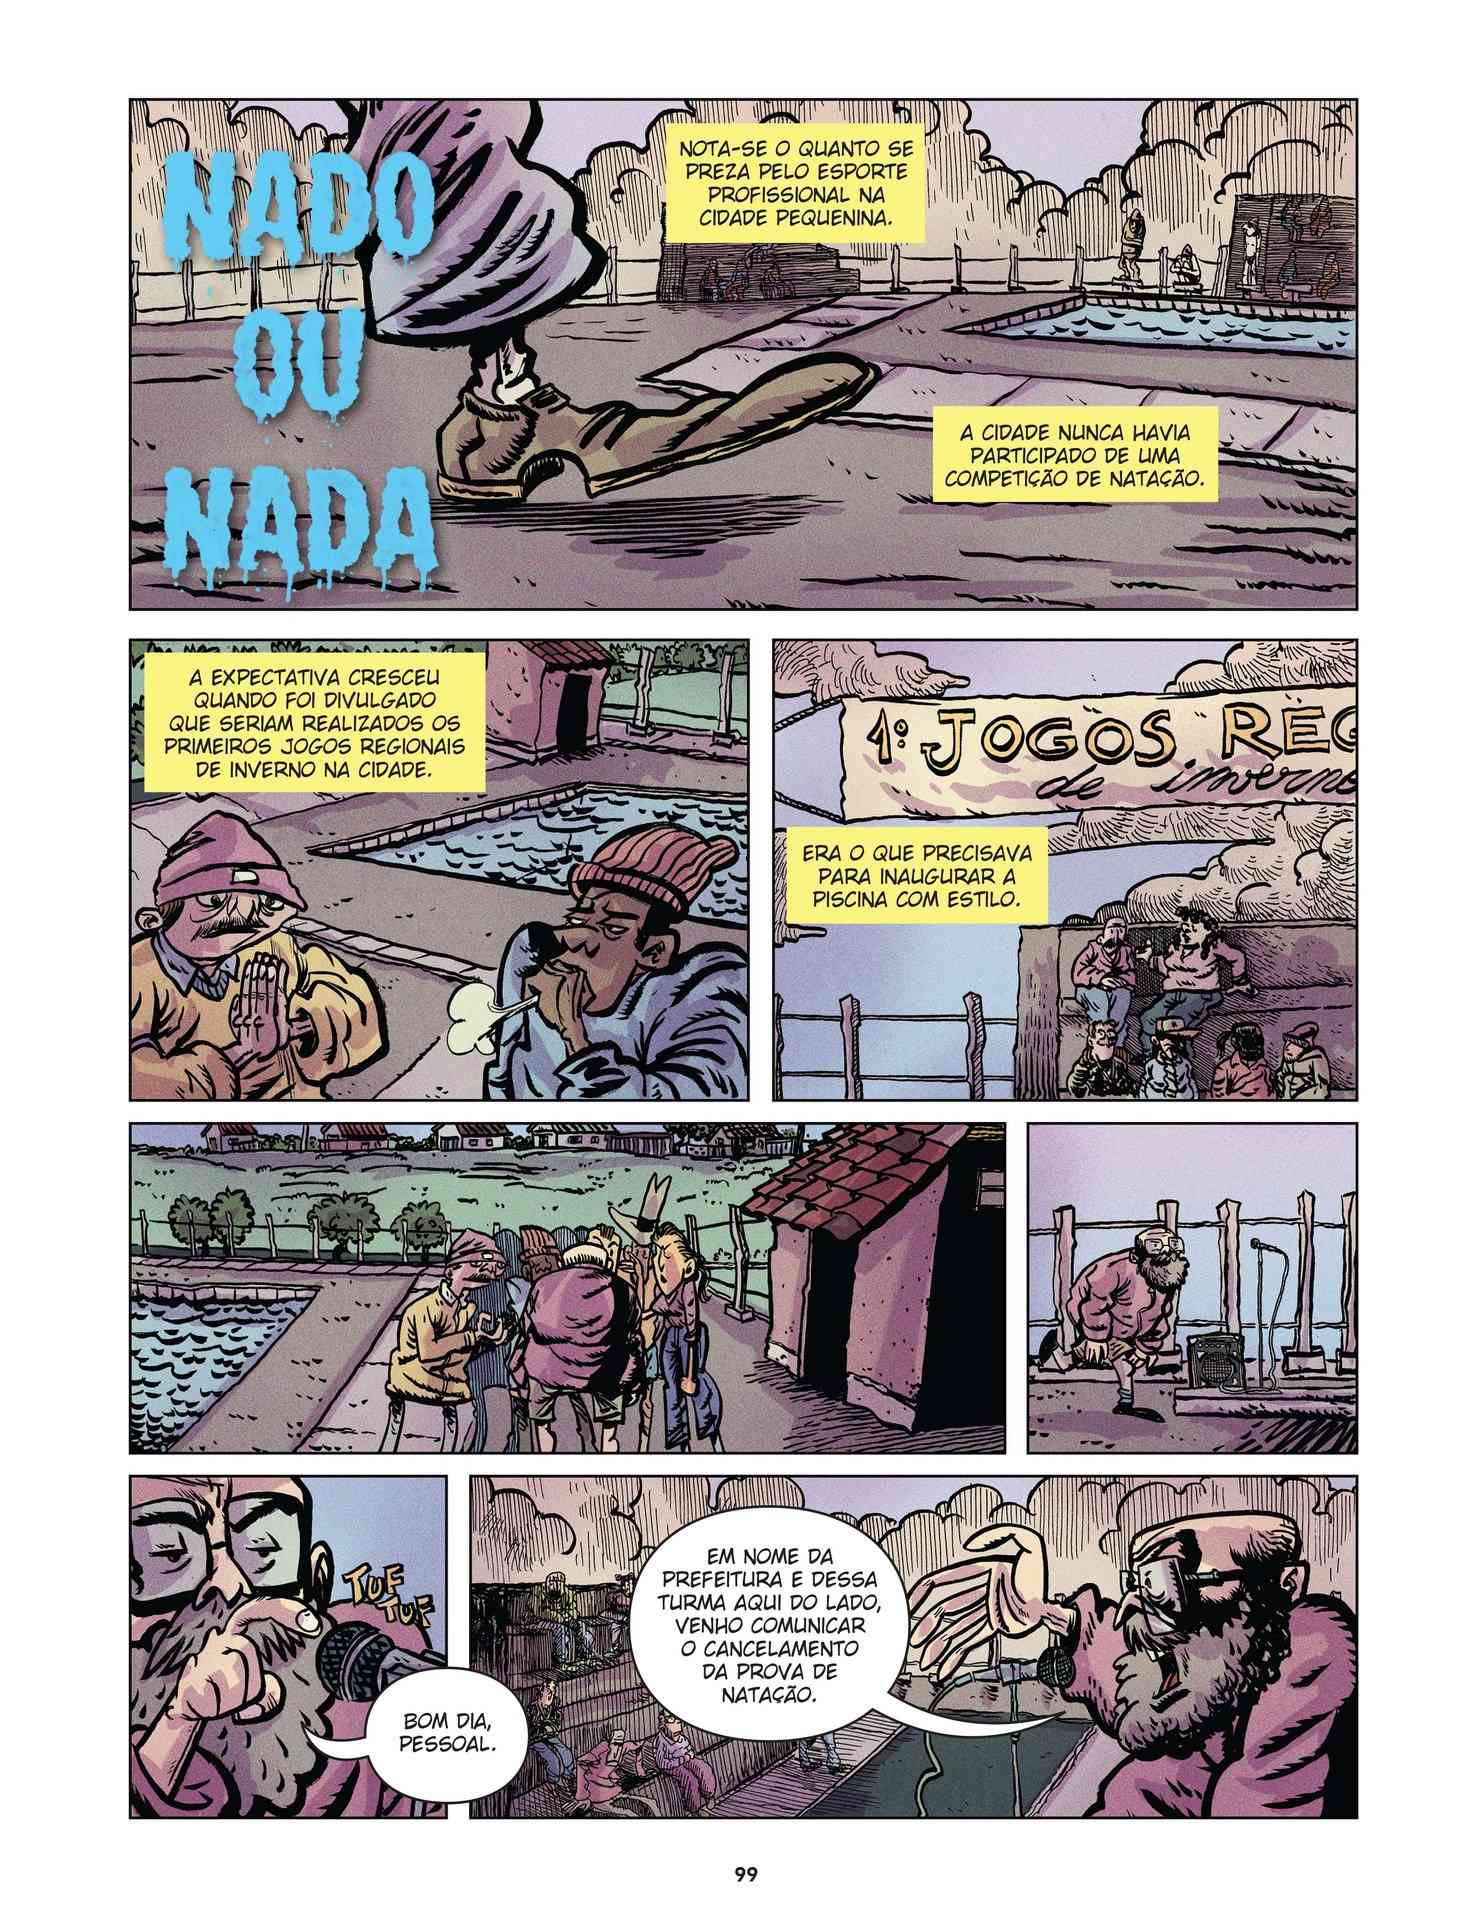 NADO
OU
NADA
NOTA-SE O QUANTO SE
PREZA PELO ESPORTE
PROFISSIONAL NA
CIDADE PEQUENINA.
A CIDADE NUNCA HAVIA
PARTICIPADO DE UMA
COMPETIÇÃO DE NATAÇÃO.
A EXPECTATIVA CRESCEU
QUANDO FOI DIVULGADO
QUE SERIAM REALIZADOS OS
PRIMEIROS JOGOS REGIONAIS
DE INVERNO NA CIDADE.
1º JOGOS REG
de inverno
ERA O QUE PRECISAVA
PARA INAUGURAR A
PISCINA COM ESTILO.
TUF
TUF
BOM DIA,
PESSOAL.
EM NOME DA
PREFEITURA E DESSA
TURMA AQUI DO LADO,
VENHO COMUNICAR
O CANCELAMENTO
DA PROVA DE
NATAÇÃO.
99